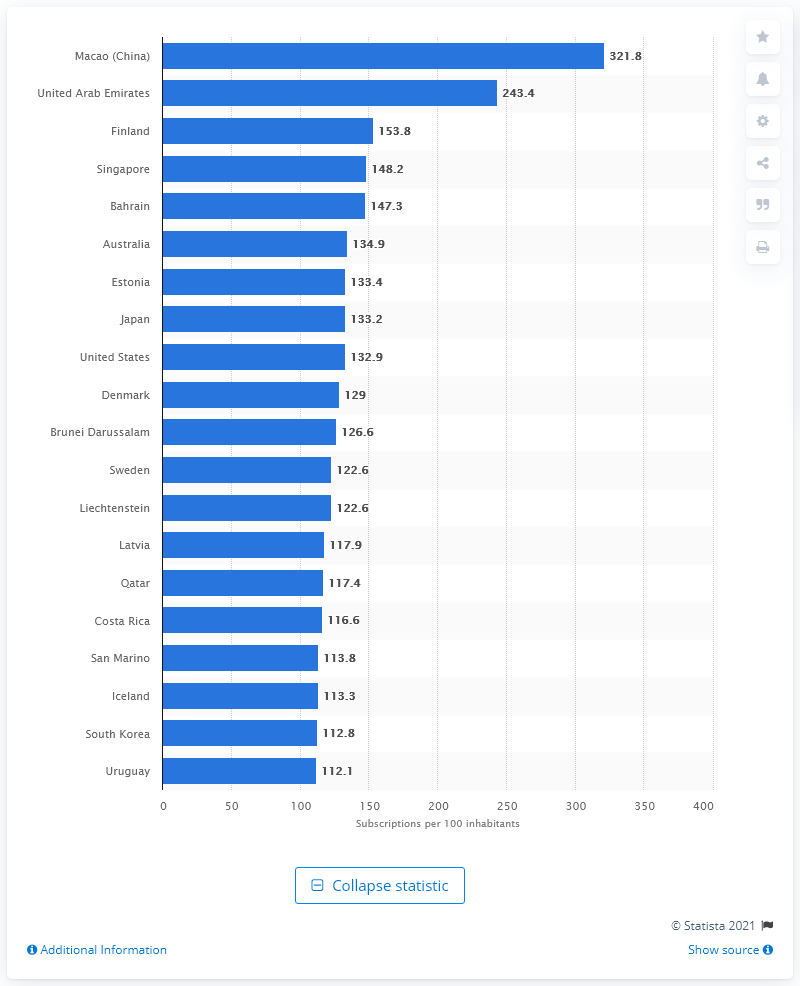 Macao (China) 321.8
United Arab Emirates 243.4
Finland 153.8
Singapore 148.2
Bahrain 147.3
Australia 134.9
Estonia 133.4
Japan 133.2
United States 132.9
Denmark 129
Brunei Darussalam 126.6
Sweden 122.6
Liechtenstein 122.6
Latvia 117.9
Qatar 117.4
Costa Rica 116.6
San Marino 113.8
Iceland 113.3
South Korea 112.8
Uruguay 112.1
0 50 100 150 200 250 300 350 400
Subscriptions per 100 inhabitants
Collapse statistic
© Statista 2021
Additional Information Show source